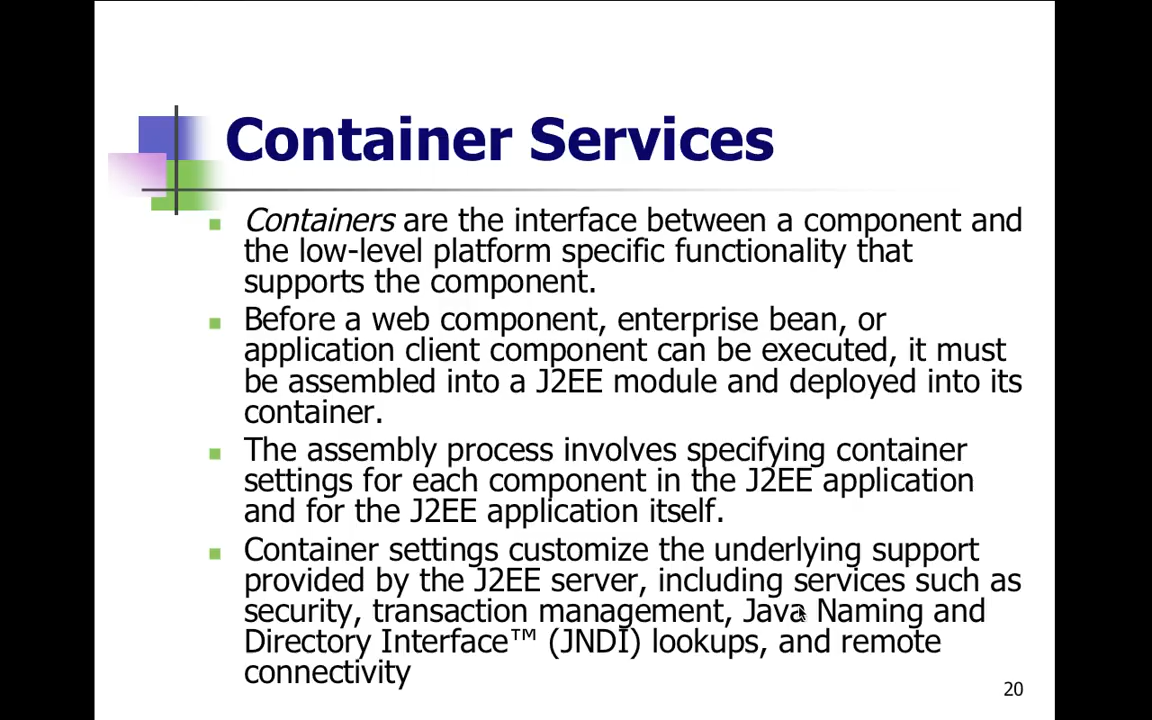 Container Services
Containers are the interface between a component and
the low-level platform specific functionality that
supports the component.
Before a web component, enterprise bean, or
application client component can be executed, it must
be assembled into a J2EE module and deployed into its
container.
The assembly process involves specifying container
settings for each component in the J2EE application
and for the J2EE application itself.
Container settings customize the underlying support
provided by the J2EE server, including services such as
security, transaction management, Java Naming and
Directory Interface™ (JNDI) lookups, and remote
connectivity
20